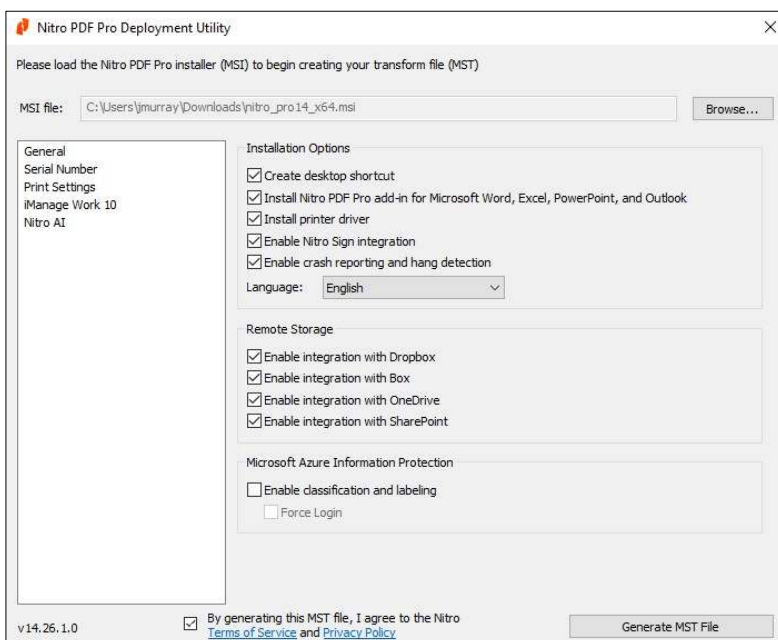 Nitro PDF Pro Deployment Utility
Please load the Nitro PDF Pro installer (MSI) to begin creating your transform file (MST)
MSI file: C:\Users\jmurray\Downloads\nitro_pro14_x64.msi Browse...
General
Serial Number
Print Settings
iManage Work 10
Nitro AI
Installation Options
Create desktop shortcut
Install Nitro PDF Pro add-in for Microsoft Word, Excel, PowerPoint, and Outlook
Install printer driver
Enable Nitro Sign integration
Enable crash reporting and hang detection
Language: English
Remote Storage
Enable integration with Dropbox
Enable integration with Box
Enable integration with OneDrive
Enable integration with SharePoint
Microsoft Azure Information Protection
Enable classification and labeling
Force Login
v14.26.1.0
By generating this MST file, I agree to the Nitro
Terms of Service and Privacy Policy
Generate MST File